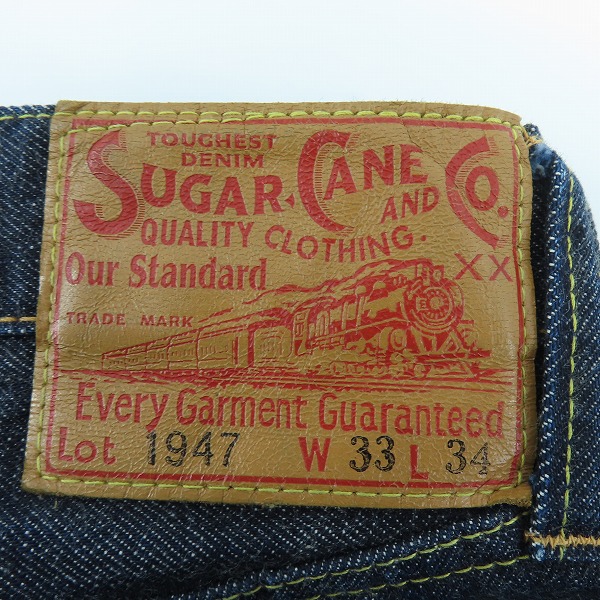 TOUGHEST
DENIM
SUGAR CANE CO.
AND
QUALITY CLOTHING.
Our Standard XX
TRADE MARK
Every Garment Guaranteed
Lot 1947 W 33 L 34